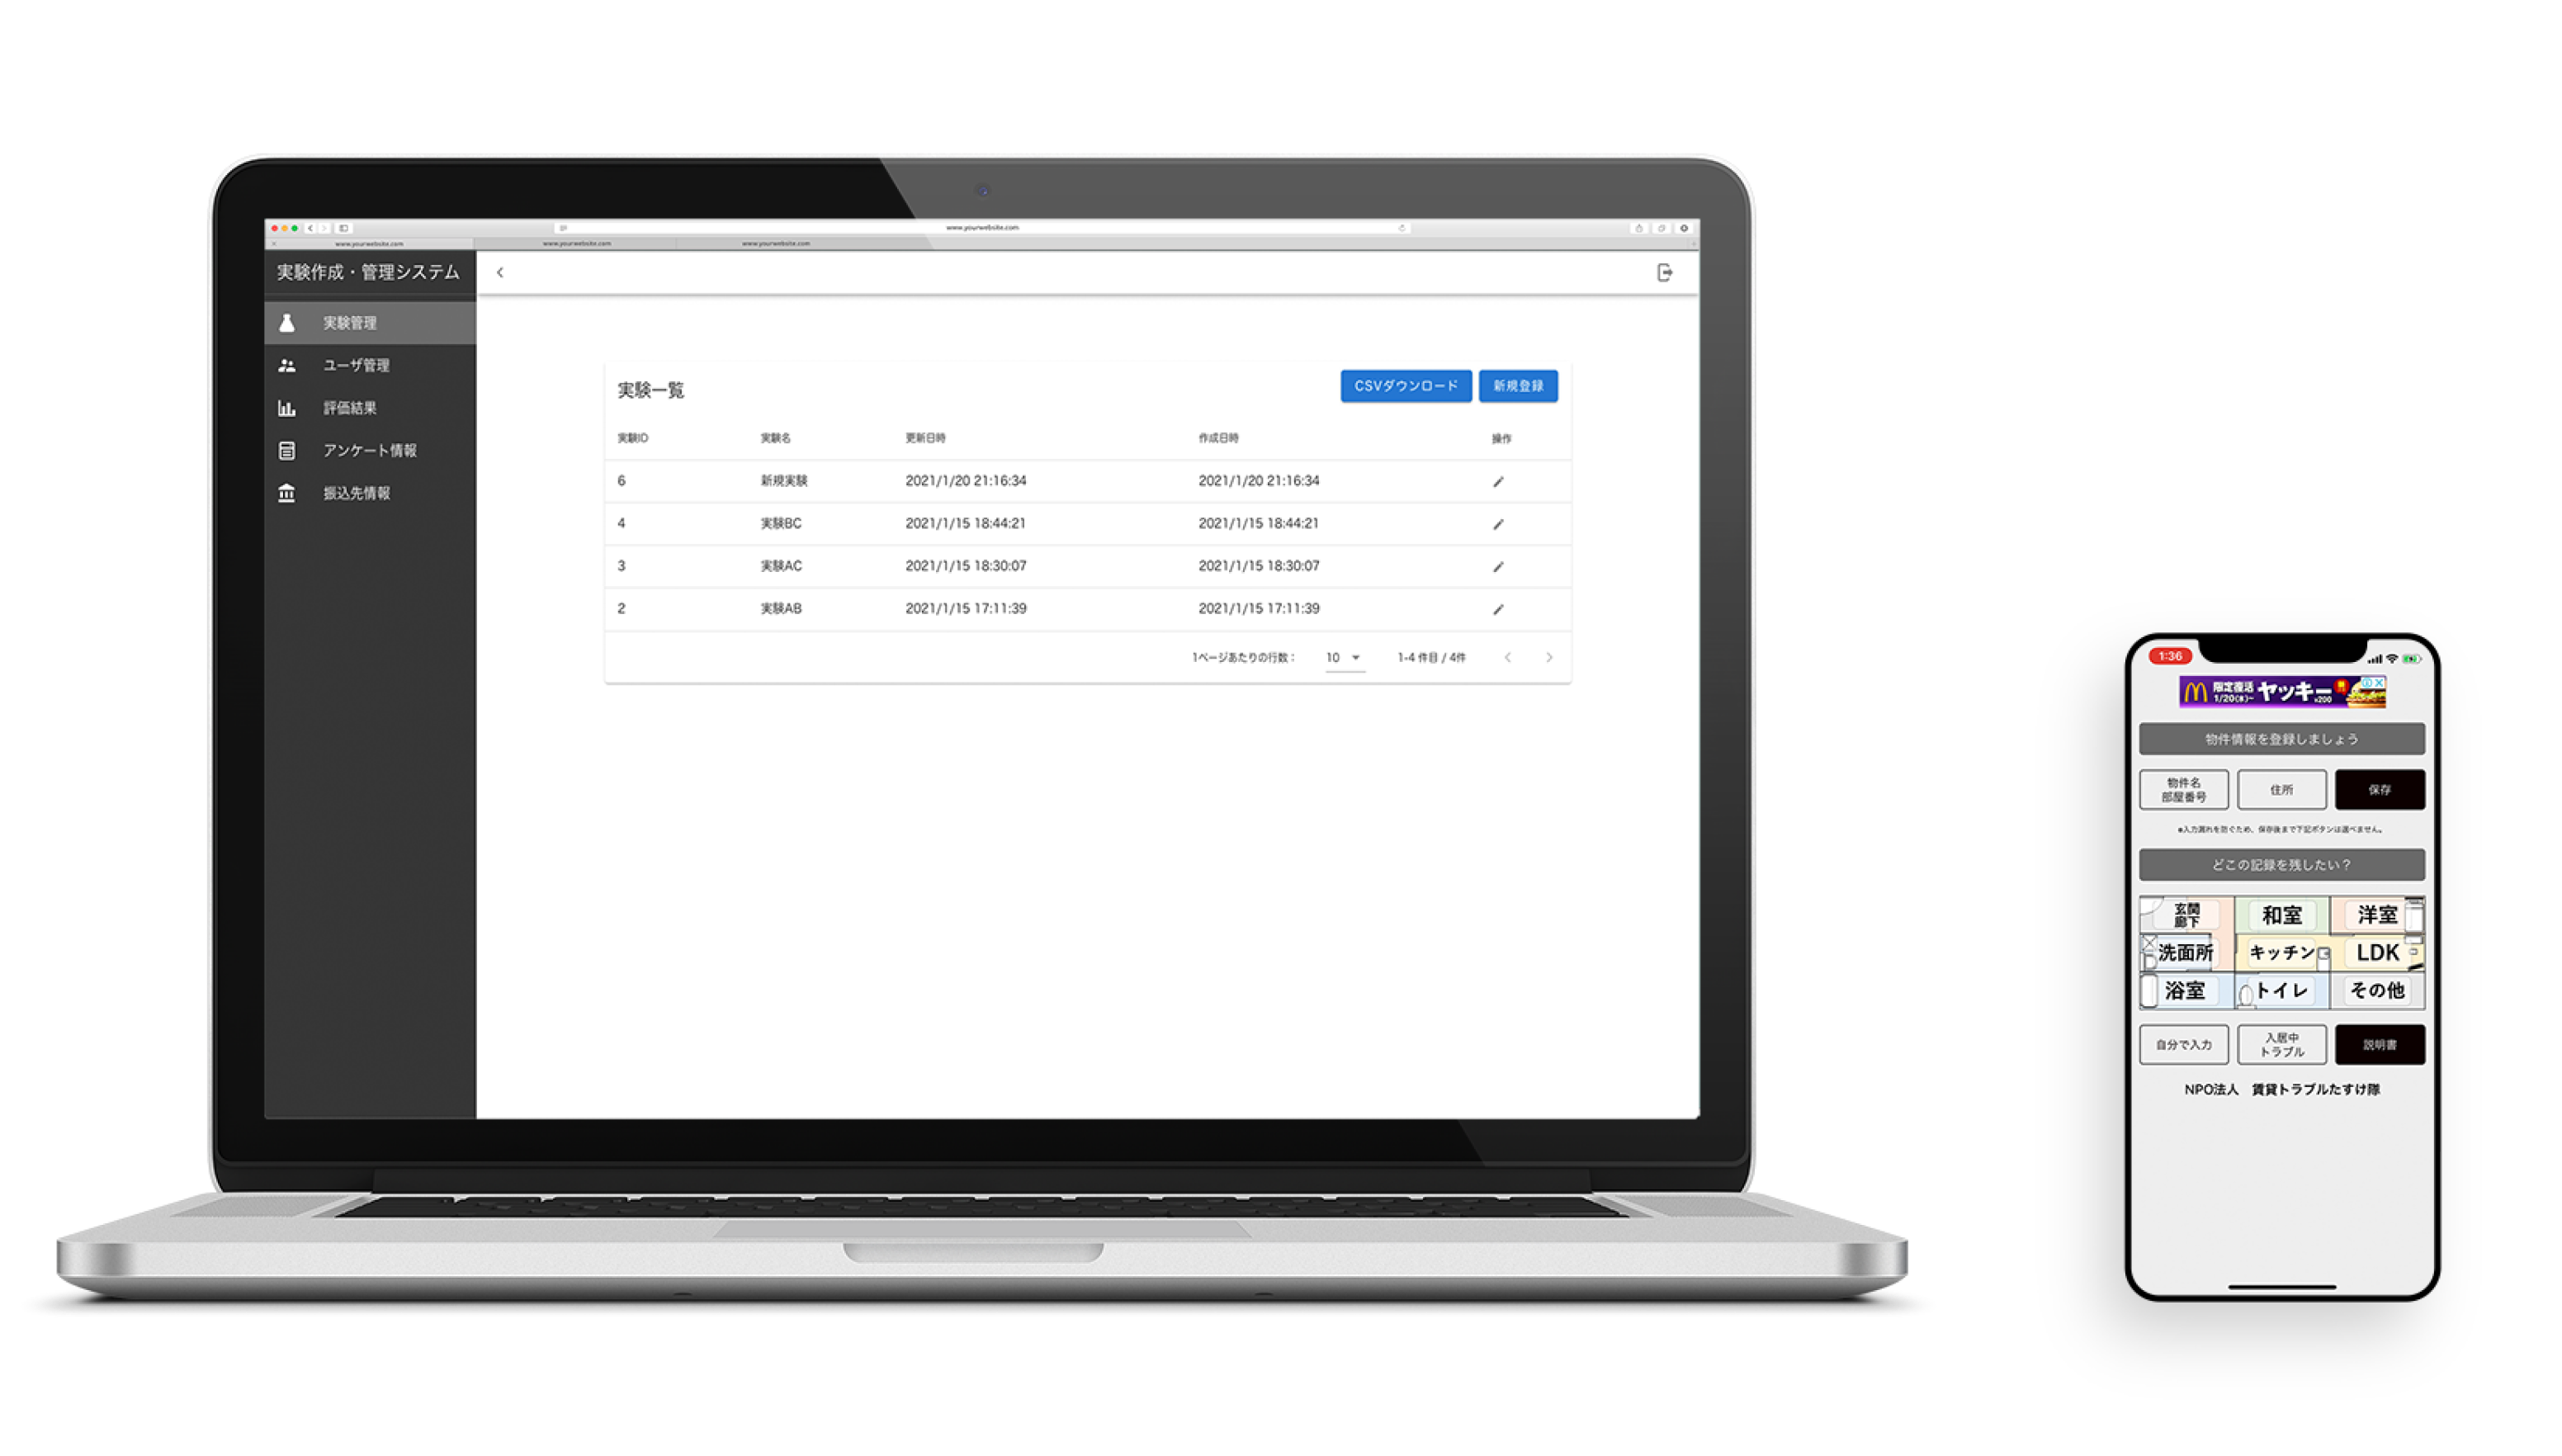 www.yourwebsite.com
www.yourwebsite.com
www.yourwebsite.com
www.yourwebsite.com
実験作成・管理システム
実験管理
ユーザ管理
評価結果
アンケート情報
振込先情報
実験一覧
CSVダウンロード
新規登録
実験ID 実験名 更新日時 作成日時 操作
6 新規実験 2021/1/20 21:16:34 2021/1/20 21:16:34
4 実験BC 2021/1/15 18:44:21 2021/1/15 18:44:21
3 実験AC 2021/1/15 18:30:07 2021/1/15 18:30:07
2 実験AB 2021/1/15 17:11:39 2021/1/15 17:11:39
1ページあたりの行数： 10 1-4 件目 / 4件
1:36
限定復活
1/20(水)~
ヤッキー
¥200
物件情報を登録しましょう
物件名
部屋番号
住所
保存
※入力漏れを防ぐため、保存後まで下記ボタンは選べません。
どこの記録を残したい？
玄関
廊下
和室
洋室
洗面所
キッチン
LDK
浴室
トイレ
その他
自分で入力
入居中
トラブル
説明書
NPO法人　賃貸トラブルたすけ隊